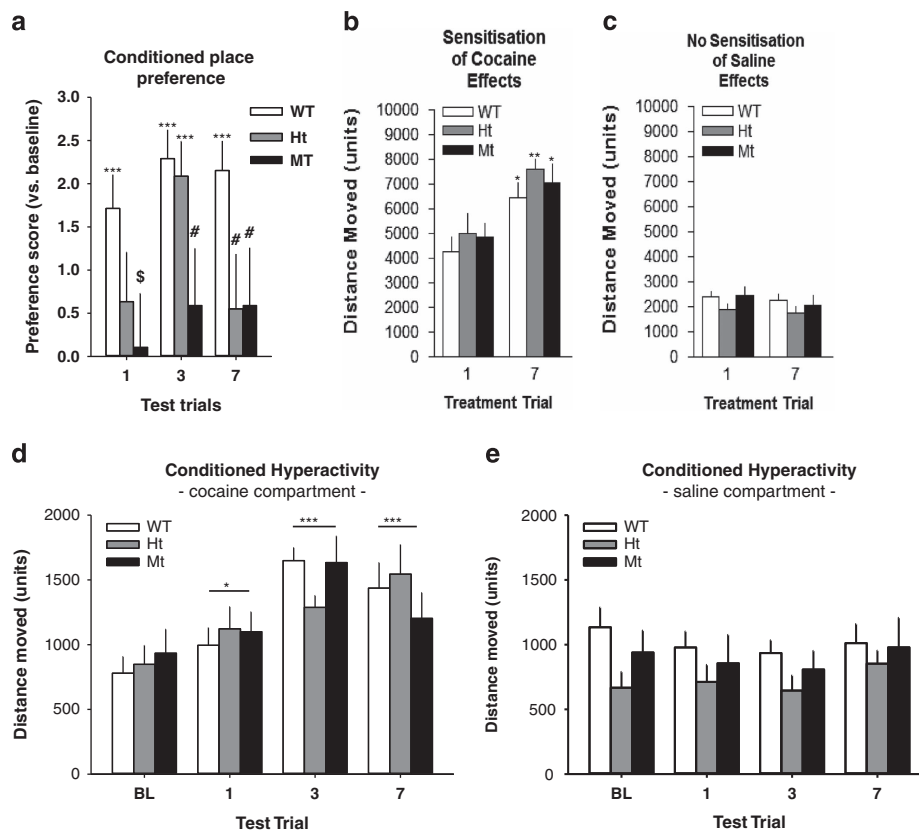 a
Conditioned place
preference
Preference score (vs. baseline)
3.0
2.5
2.0
1.5
1.0
0.5
0.0
WT
Ht
MT
***
***
***
***
$
#
#
#
1 3 7
Test trials
b
Sensitisation
of Cocaine
Effects
Distance Moved (units)
10000
9000
8000
7000
6000
5000
4000
3000
2000
1000
0
WT
Ht
Mt
*
**
*
1 7
Treatment Trial
c
No Sensitisation
of Saline
Effects
Distance Moved (units)
10000
9000
8000
7000
6000
5000
4000
3000
2000
1000
0
WT
Ht
Mt
1 7
Treatment Trial
d
Conditioned Hyperactivity
- cocaine compartment -
Distance moved (units)
2000
1500
1000
500
0
WT
Ht
Mt
*
***
***
BL 1 3 7
Test Trial
e
Conditioned Hyperactivity
- saline compartment -
Distance moved (units)
2000
1500
1000
500
0
WT
Ht
Mt
BL 1 3 7
Test Trial